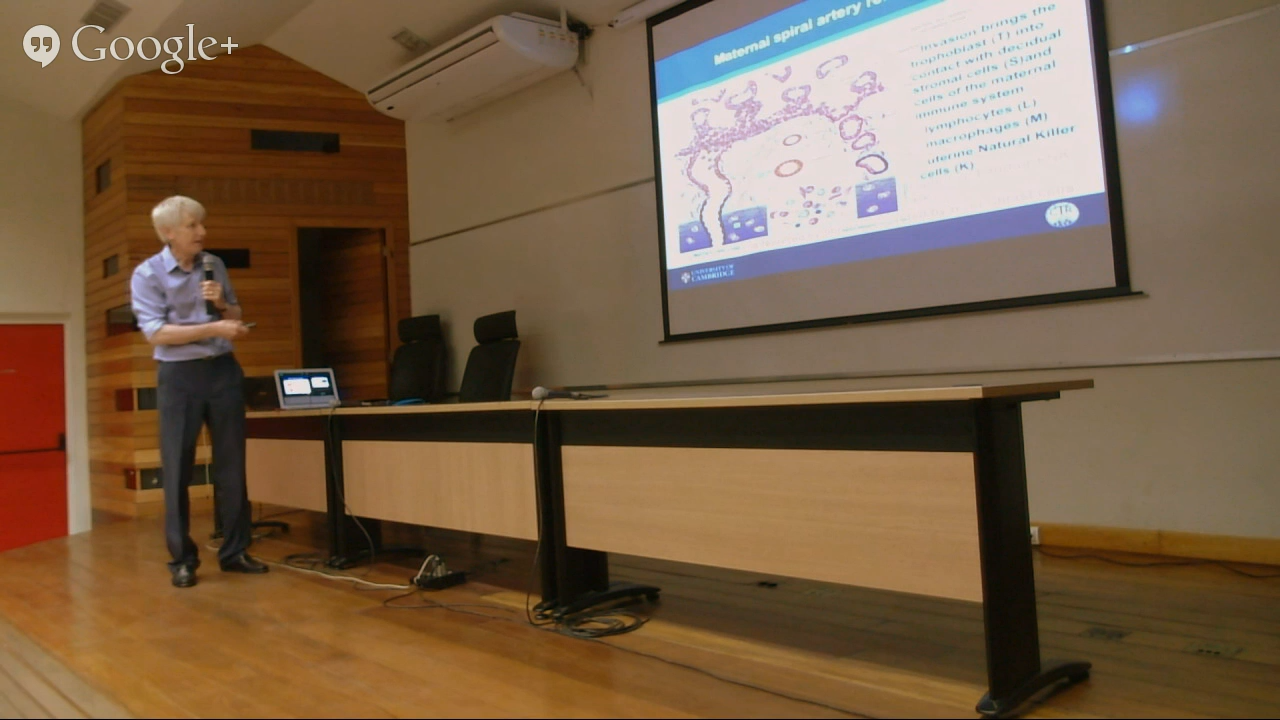 Google+
Maternal spiral artery
Invasion brings the
trophoblast (T) into
contact with decidual
stromal cells (S)and
cells of the maternal
immune system
lymphocytes (L)
macrophages (M)
uterine Natural Killer
cells (K)
UNIVERSITY OF
CAMBRIDGE